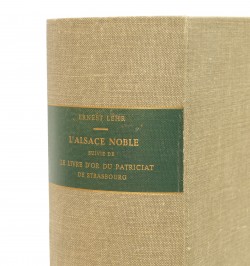 ERNEST LEHR
L'ALSACE NOBLE
SUIVIE DE
LE LIVRE D'OR DU PATRICIAT
DE STRASBOURG